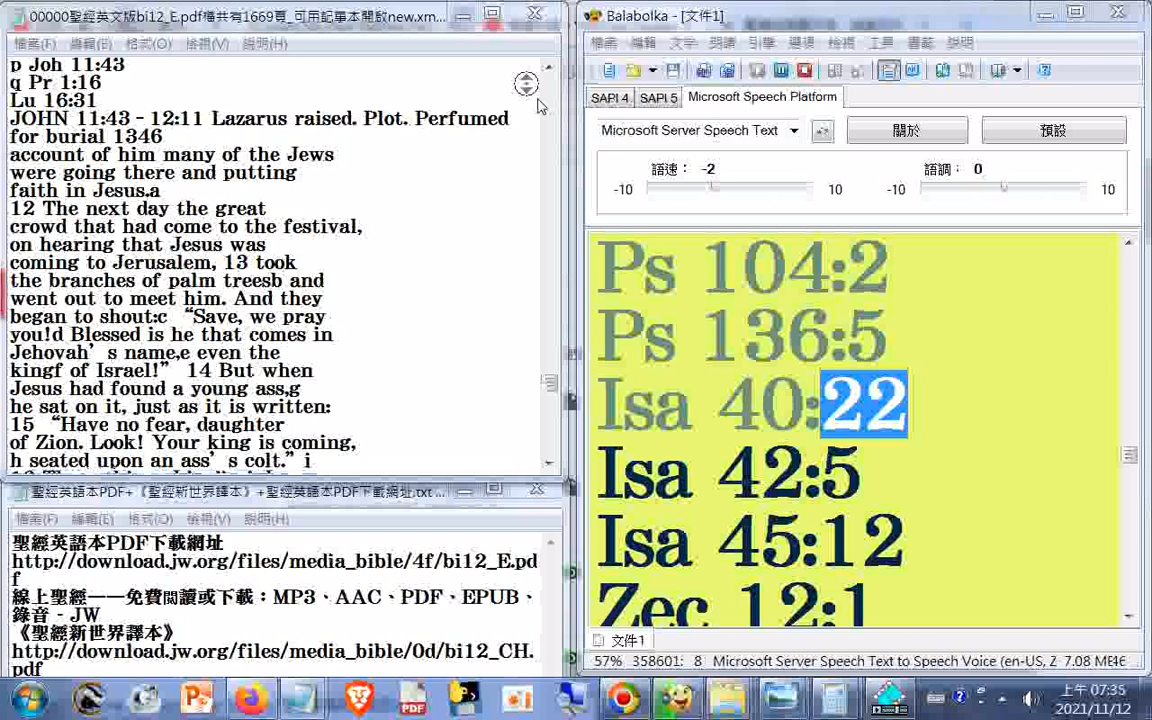 00000聖經英文版bi12_E.pdf檔共有1669頁_可用記事本開啟new.xm...
檔案(F) 編輯(E) 格式(O) 檢視(V) 說明(H)
p Joh 11:43
q Pr 1:16
Lu 16:31
JOHN 11:43 – 12:11 Lazarus raised. Plot. Perfumed
for burial 1346
account of him many of the Jews
were going there and putting
faith in Jesus.a
12 The next day the great
crowd that had come to the festival,
on hearing that Jesus was
coming to Jerusalem, 13 took
the branches of palm treesb and
went out to meet him. And they
began to shout:c “Save, we pray
you!d Blessed is he that comes in
Jehovah’s name,e even the
kingf of Israel!” 14 But when
Jesus had found a young ass,g
he sat on it, just as it is written:
15 “Have no fear, daughter
of Zion. Look! Your king is coming,
h seated upon an ass’s colt.” i
聖經英語本PDF+《聖經新世界譯本》+聖經英語本PDF下載網址.txt ...
檔案(F) 編輯(E) 格式(O) 檢視(V) 說明(H)
聖經英語本PDF下載網址
http://download.jw.org/files/media_bible/4f/bi12_E.pd
f
線上聖經——免費閱讀或下載：MP3、AAC、PDF、EPUB、
錄音 - JW
《聖經新世界譯本》
http://download.jw.org/files/media_bible/0d/bi12_CH.
pdf
Balabolka - [文件1]
檔案 編輯 文字 朗讀 引擎 選項 檢視 工具 書籤 說明
SAPI 4 SAPI 5 Microsoft Speech Platform
Microsoft Server Speech Text 關於 預設
語速： -2 語調： 0
-10 10 -10 10
Ps 104:2
Ps 136:5
Isa 40:22
Isa 42:5
Isa 45:12
Zec 12:1
文件1
57% 358601: 8 Microsoft Server Speech Text to Speech Voice (en-US, Z 7.08 ME46
上午 07:35
2021/11/12